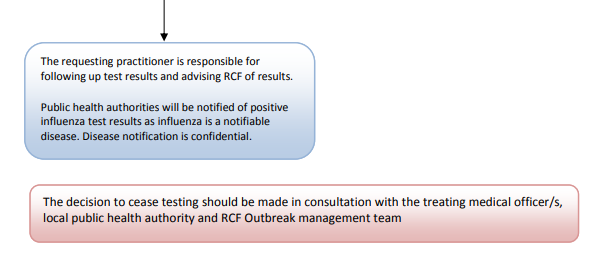 The requesting practitioner is responsible for
following up test results and advising RCF of results.
Public health authorities will be notified of positive
influenza test results as influenza is a notifiable
disease. Disease notification is confidential.
The decision to cease testing should be made in consultation with the treating medical officer/s,
local public health authority and RCF Outbreak management team